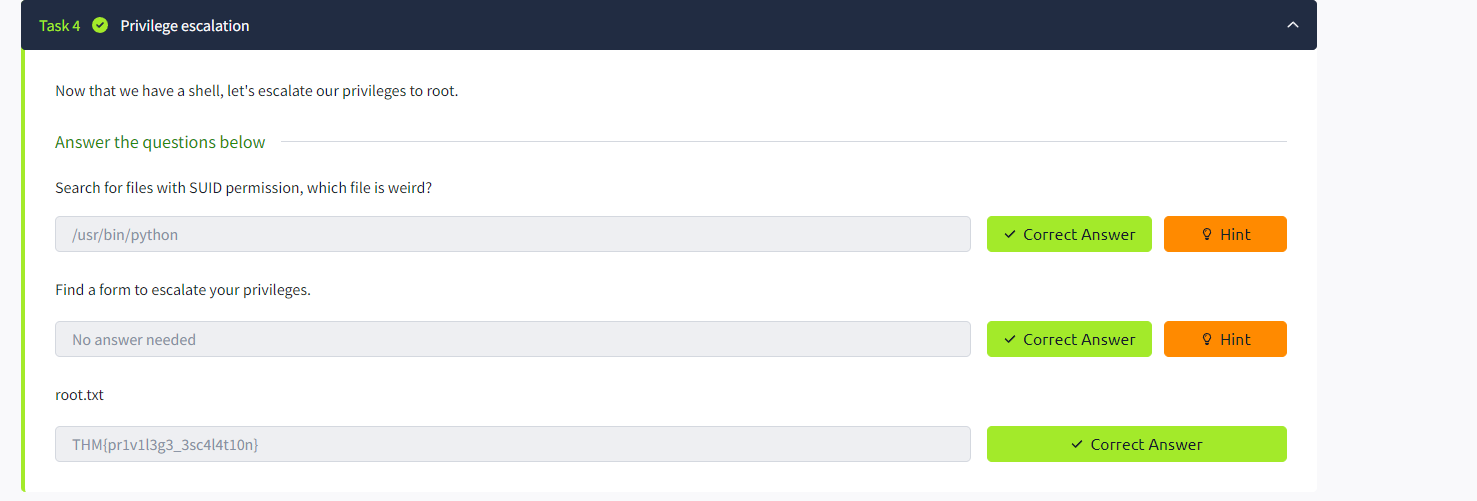 Task 4 Privilege escalation
Now that we have a shell, let's escalate our privileges to root.
Answer the questions below
Search for files with SUID permission, which file is weird?
/usr/bin/python Correct Answer Hint
Find a form to escalate your privileges.
No answer needed Correct Answer Hint
root.txt
THM{pr1v1l3g3_3sc4l4t10n} Correct Answer